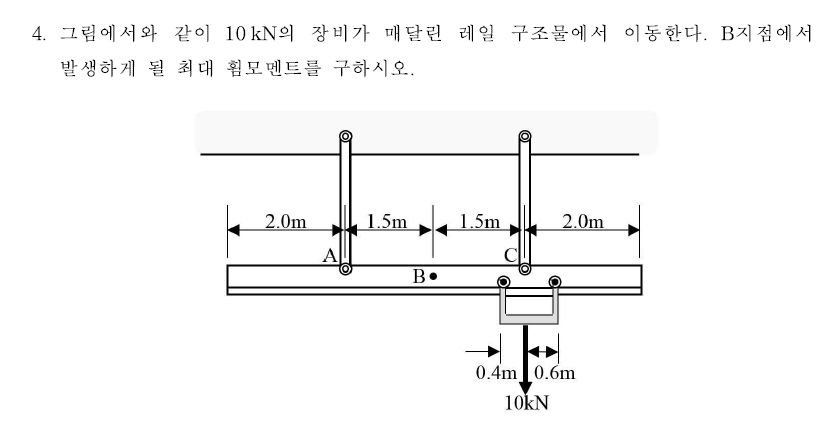 4. 그림에서와 같이 10 kN의 장비가 매달린 레일 구조물에서 이동한다. B지점에서
발생하게 될 최대 휨모멘트를 구하시오.
2.0m 1.5m 1.5m 2.0m
A C
B
0.4m 0.6m
10kN